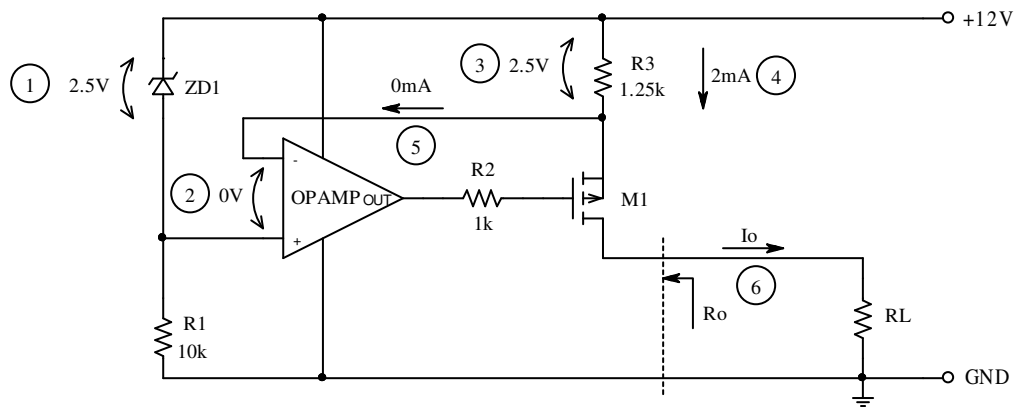 +12V
1
2.5V
ZD1
3
2.5V
R3
1.25k
2mA
4
0mA
5
-
2
0V
OPAMP
OUT
+
R2
1k
M1
Io
6
Ro
R1
10k
RL
GND